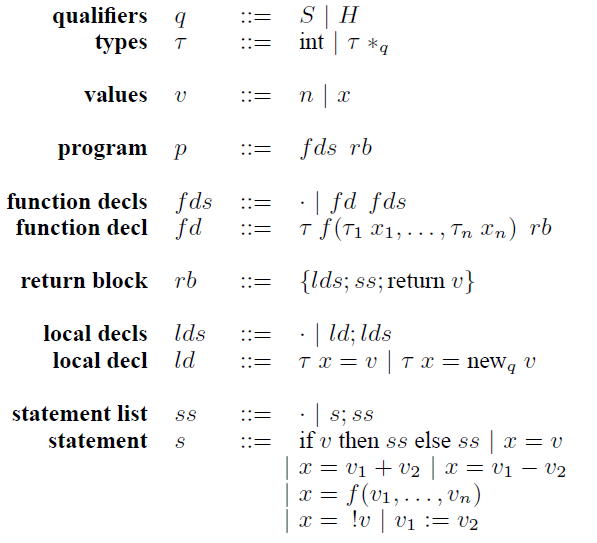 qualifiers q ::= S | H
types τ ::= int | τ *q
values v ::= n | x
program p ::= fds rb
function decls fds ::= · | fd fds
function decl fd ::= τ f(τ1 x1, . . . , τn xn) rb
return block rb ::= {lds; ss; return v}
local decls lds ::= · | ld; lds
local decl ld ::= τ x = v | τ x = newq v
statement list ss ::= · | s; ss
statement s ::= if v then ss else ss | x = v
| x = v1 + v2 | x = v1 − v2
| x = f(v1, . . . , vn)
| x = !v | v1 := v2